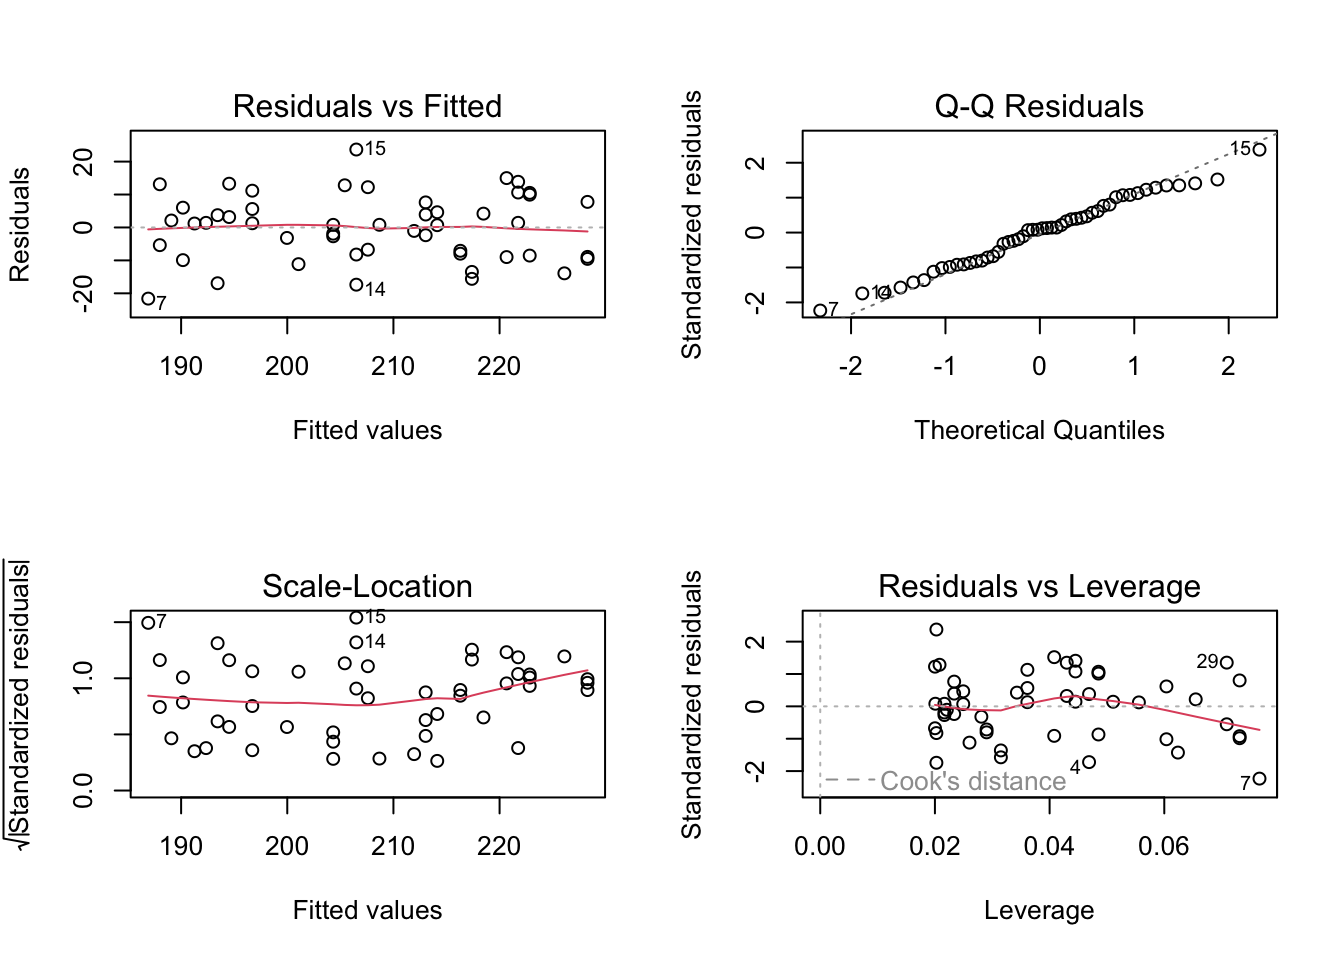 Residuals vs Fitted
Residuals
20
0
-20
15
14
7
190 200 210 220
Fitted values
Q-Q Residuals
Standardized residuals
2
0
-2
15
14
7
-2 -1 0 1 2
Theoretical Quantiles
Scale-Location
√|Standardized residuals|
1.0
0.0
7
15
14
190 200 210 220
Fitted values
Residuals vs Leverage
Standardized residuals
2
0
-2
29
4
7
Cook's distance
0.00 0.02 0.04 0.06
Leverage